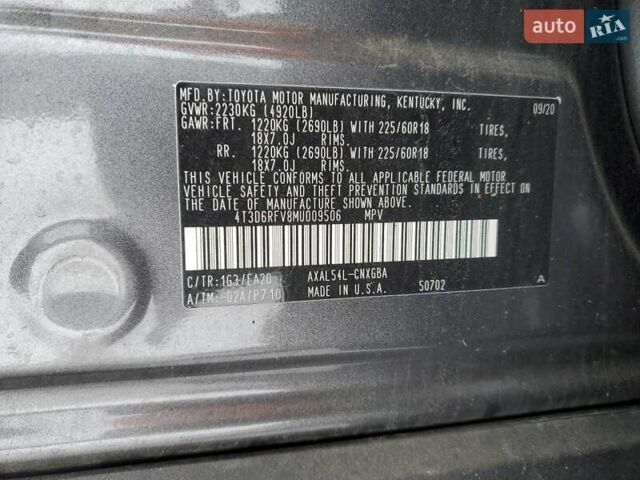 auto RIA .com
MFD.BY:TOYOTA MOTOR MANUFACTURING, KENTUCKY, INC. 09/20
GVWR:2230KG (4920LB)
GAWR:FRT. 1220KG (2690LB) WITH 225/60R18 TIRES,
18X7.0J RIMS.
RR. 1220KG (2690LB) WITH 225/60R18 TIRES,
18X7.0J RIMS.
THIS VEHICLE CONFORMS TO ALL APPLICABLE FEDERAL MOTOR
VEHICLE SAFETY AND THEFT PREVENTION STANDARDS IN EFFECT ON
THE DATE OF MANUFACTURE SHOWN ABOVE.
4T3D6RFV8MU009506 MPV
C/TR:1G3/EA20 AXAL54L-CNXGBA A
A/TM:-02A/P710 MADE IN U.S.A. 50702